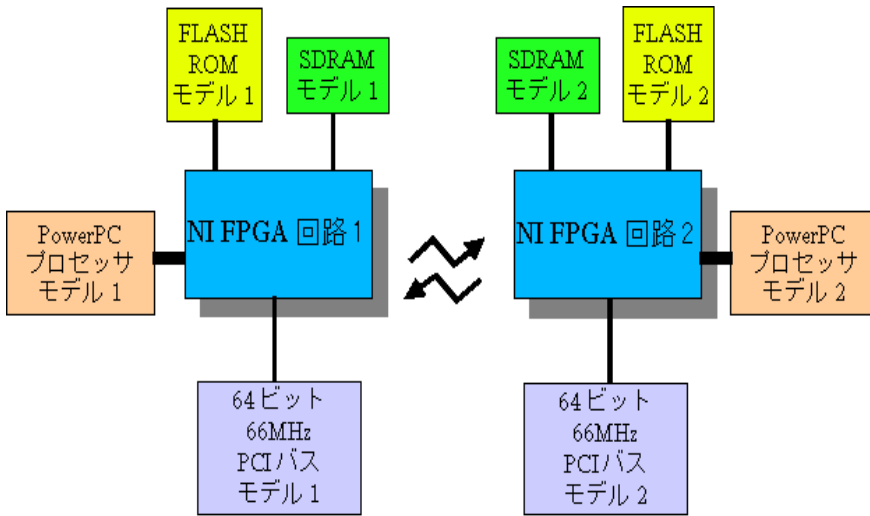 FLASH
ROM
モデル 1
SDRAM
モデル 1
SDRAM
モデル 2
FLASH
ROM
モデル 2
PowerPC
プロセッサ
モデル 1
NI FPGA 回路 1
NI FPGA 回路 2
PowerPC
プロセッサ
モデル 2
64 ビット
66MHz
PCI バス
モデル 1
64 ビット
66MHz
PCI バス
モデル 2